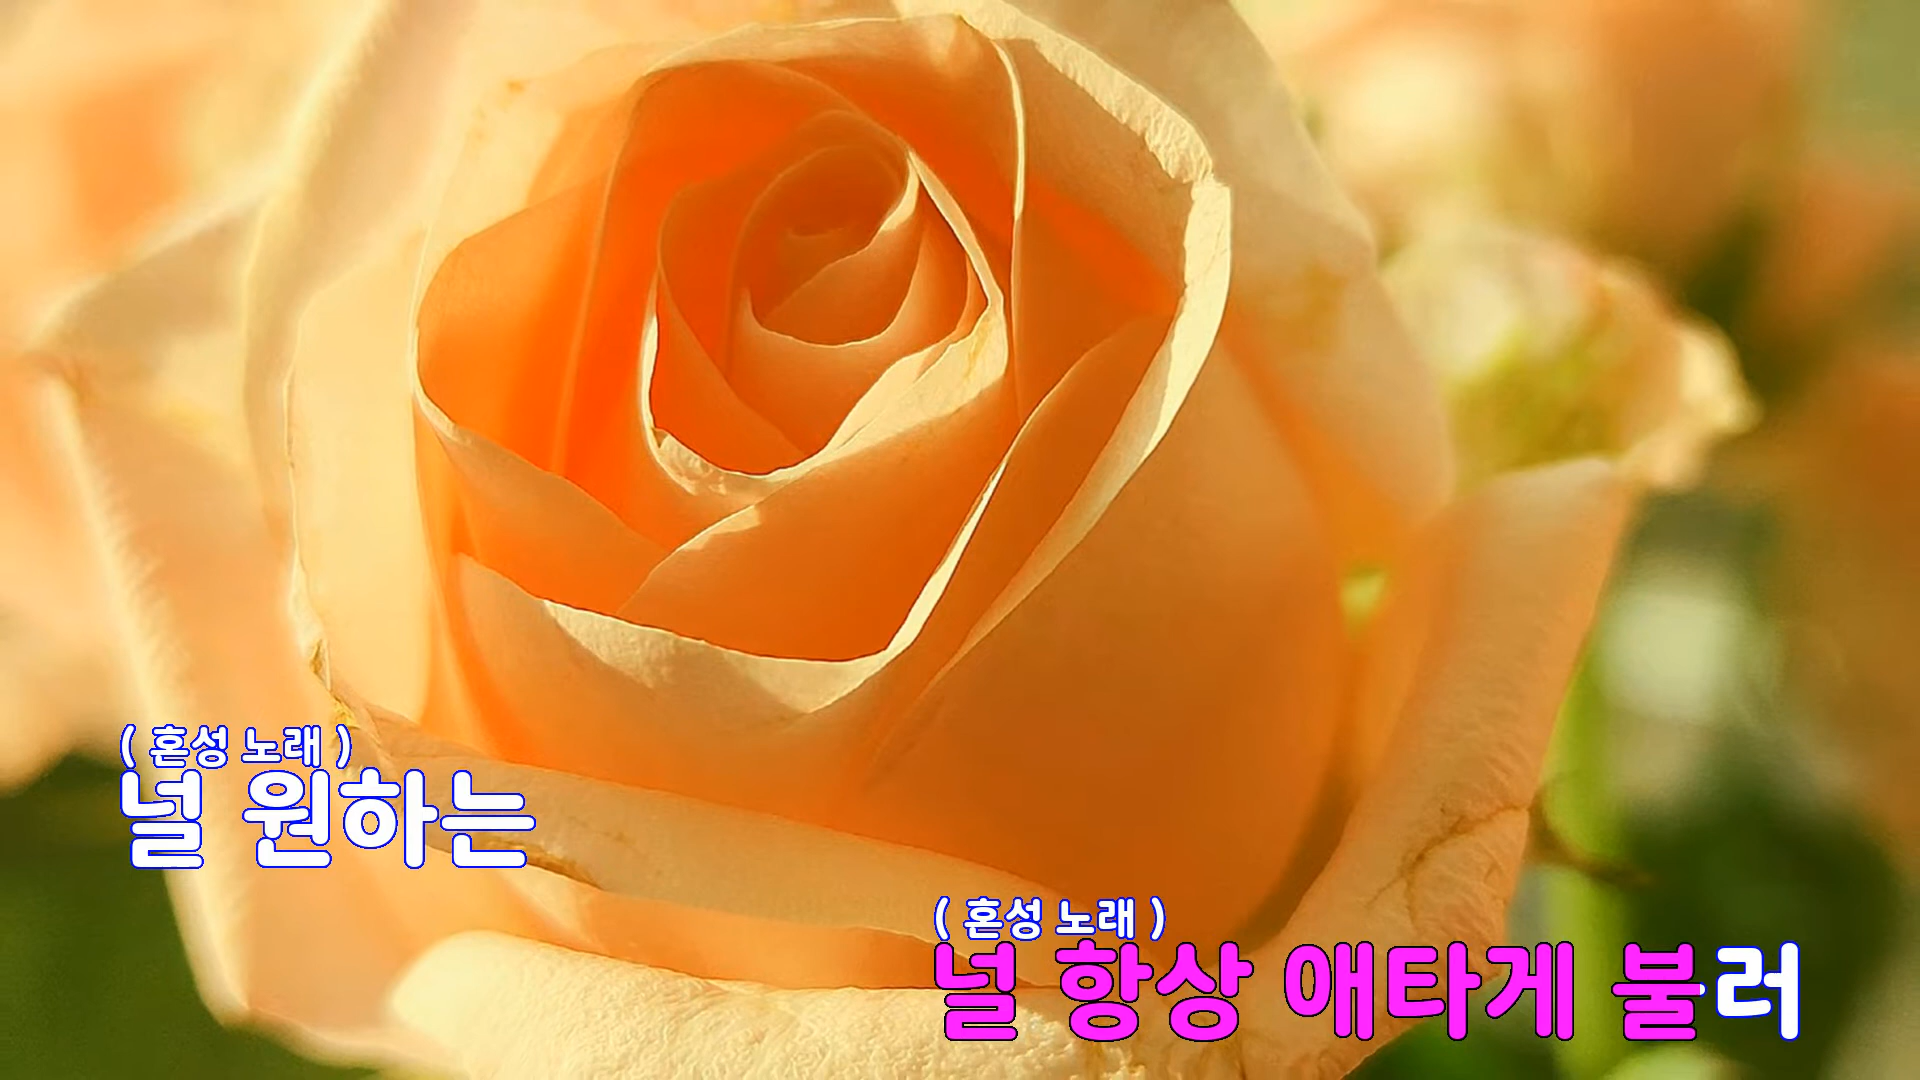 ( 혼성 노래 )
널 원하는
( 혼성 노래 )
널 항상 애타게 불러